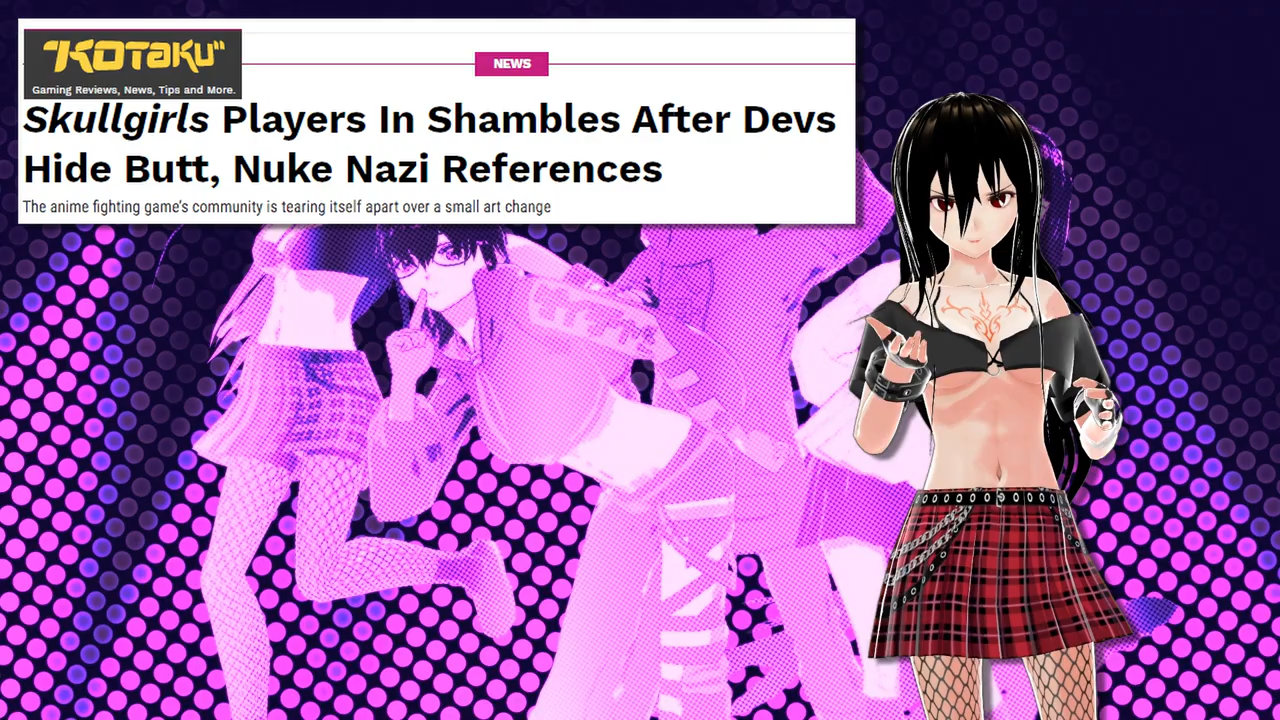 "KOTAKU"
Gaming Reviews, News, Tips and More.
NEWS
Skullgirls Players In Shambles After Devs
Hide Butt, Nuke Nazi References
The anime fighting game's community is tearing itself apart over a small art change